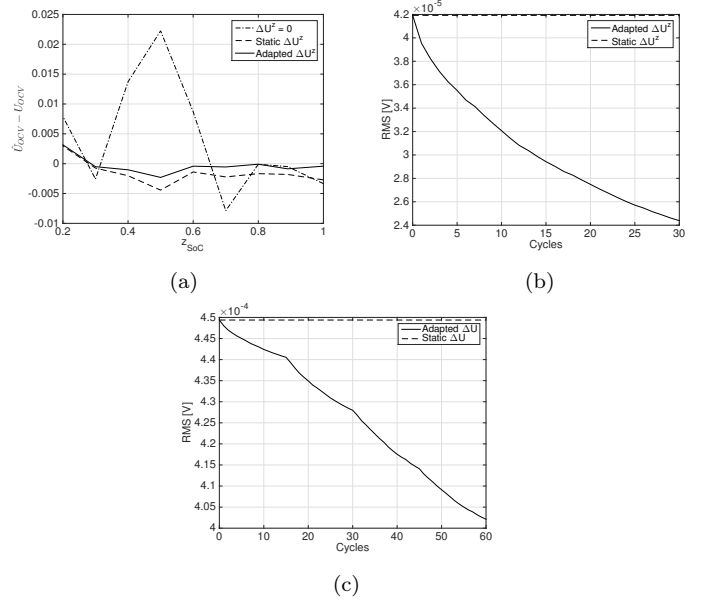 0.025
0.02
0.015
0.01
0.005
0
-0.005
-0.01
Û_OCV − U_OCV
0.2 0.4 0.6 0.8 1
z_SoC
ΔU^z = 0
Static ΔU^z
Adapted ΔU^z
(a)
×10^-5
4.2
4
3.8
3.6
3.4
3.2
3
2.8
2.6
2.4
RMS [V]
0 5 10 15 20 25 30
Cycles
Adapted ΔU^z
Static ΔU^z
(b)
×10^-4
4.5
4.45
4.4
4.35
4.3
4.25
4.2
4.15
4.1
4.05
4
RMS [V]
0 10 20 30 40 50 60
Cycles
Adapted ΔU
Static ΔU
(c)